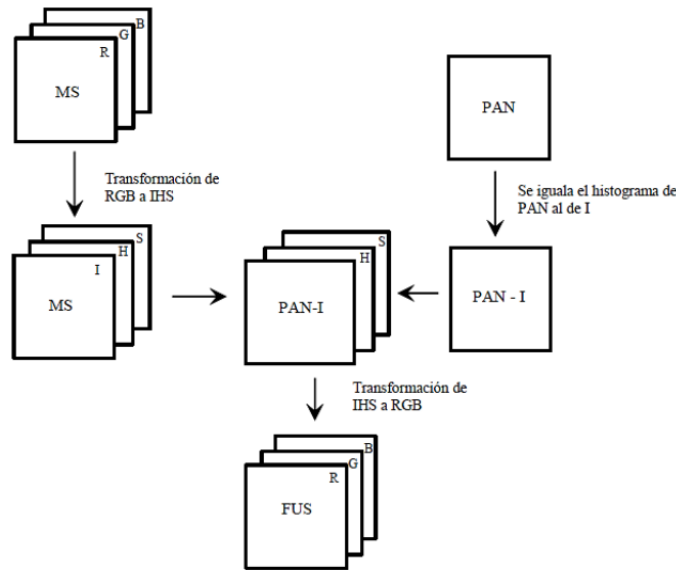 B
G
R
MS
PAN
Transformación de
RGB a IHS
Se iguala el histograma de
PAN al de I
S
H
I
MS
S
H
PAN-I
PAN - I
Transformación de
IHS a RGB
B
G
R
FUS